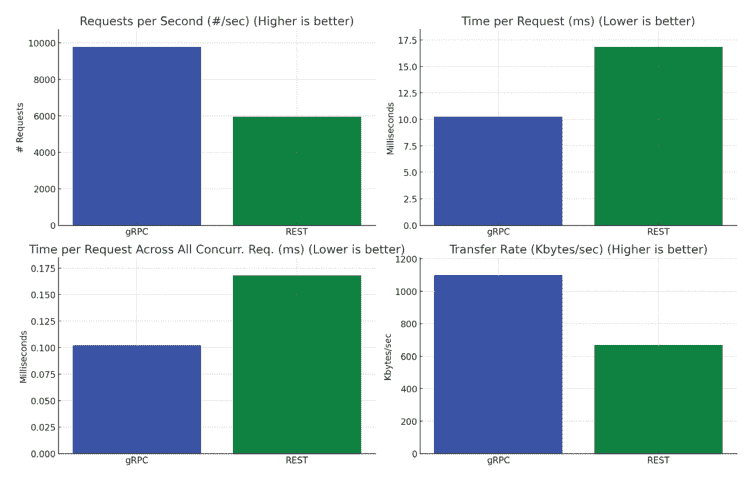 Requests per Second (#/sec) (Higher is better)
10000
8000
6000
4000
2000
0
# Requests
gRPC
REST
Time per Request (ms) (Lower is better)
17.5
15.0
12.5
10.0
7.5
5.0
2.5
0.0
Milliseconds
gRPC
REST
Time per Request Across All Concurr. Req. (ms) (Lower is better)
0.175
0.150
0.125
0.100
0.075
0.050
0.025
0.000
Milliseconds
gRPC
REST
Transfer Rate (Kbytes/sec) (Higher is better)
1200
1000
800
600
400
200
0
Kbytes/sec
gRPC
REST